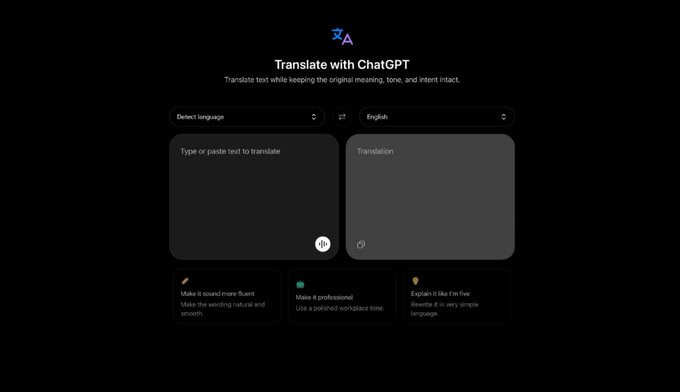 文A
Translate with ChatGPT
Translate text while keeping the original meaning, tone, and intent intact.
Detect language
English
Type or paste text to translate
Translation
Make it sound more fluent
Make the wording natural and
smooth.
Make it professional
Use a polished workplace tone.
Explain it like I'm five
Rewrite it in very simple
language.